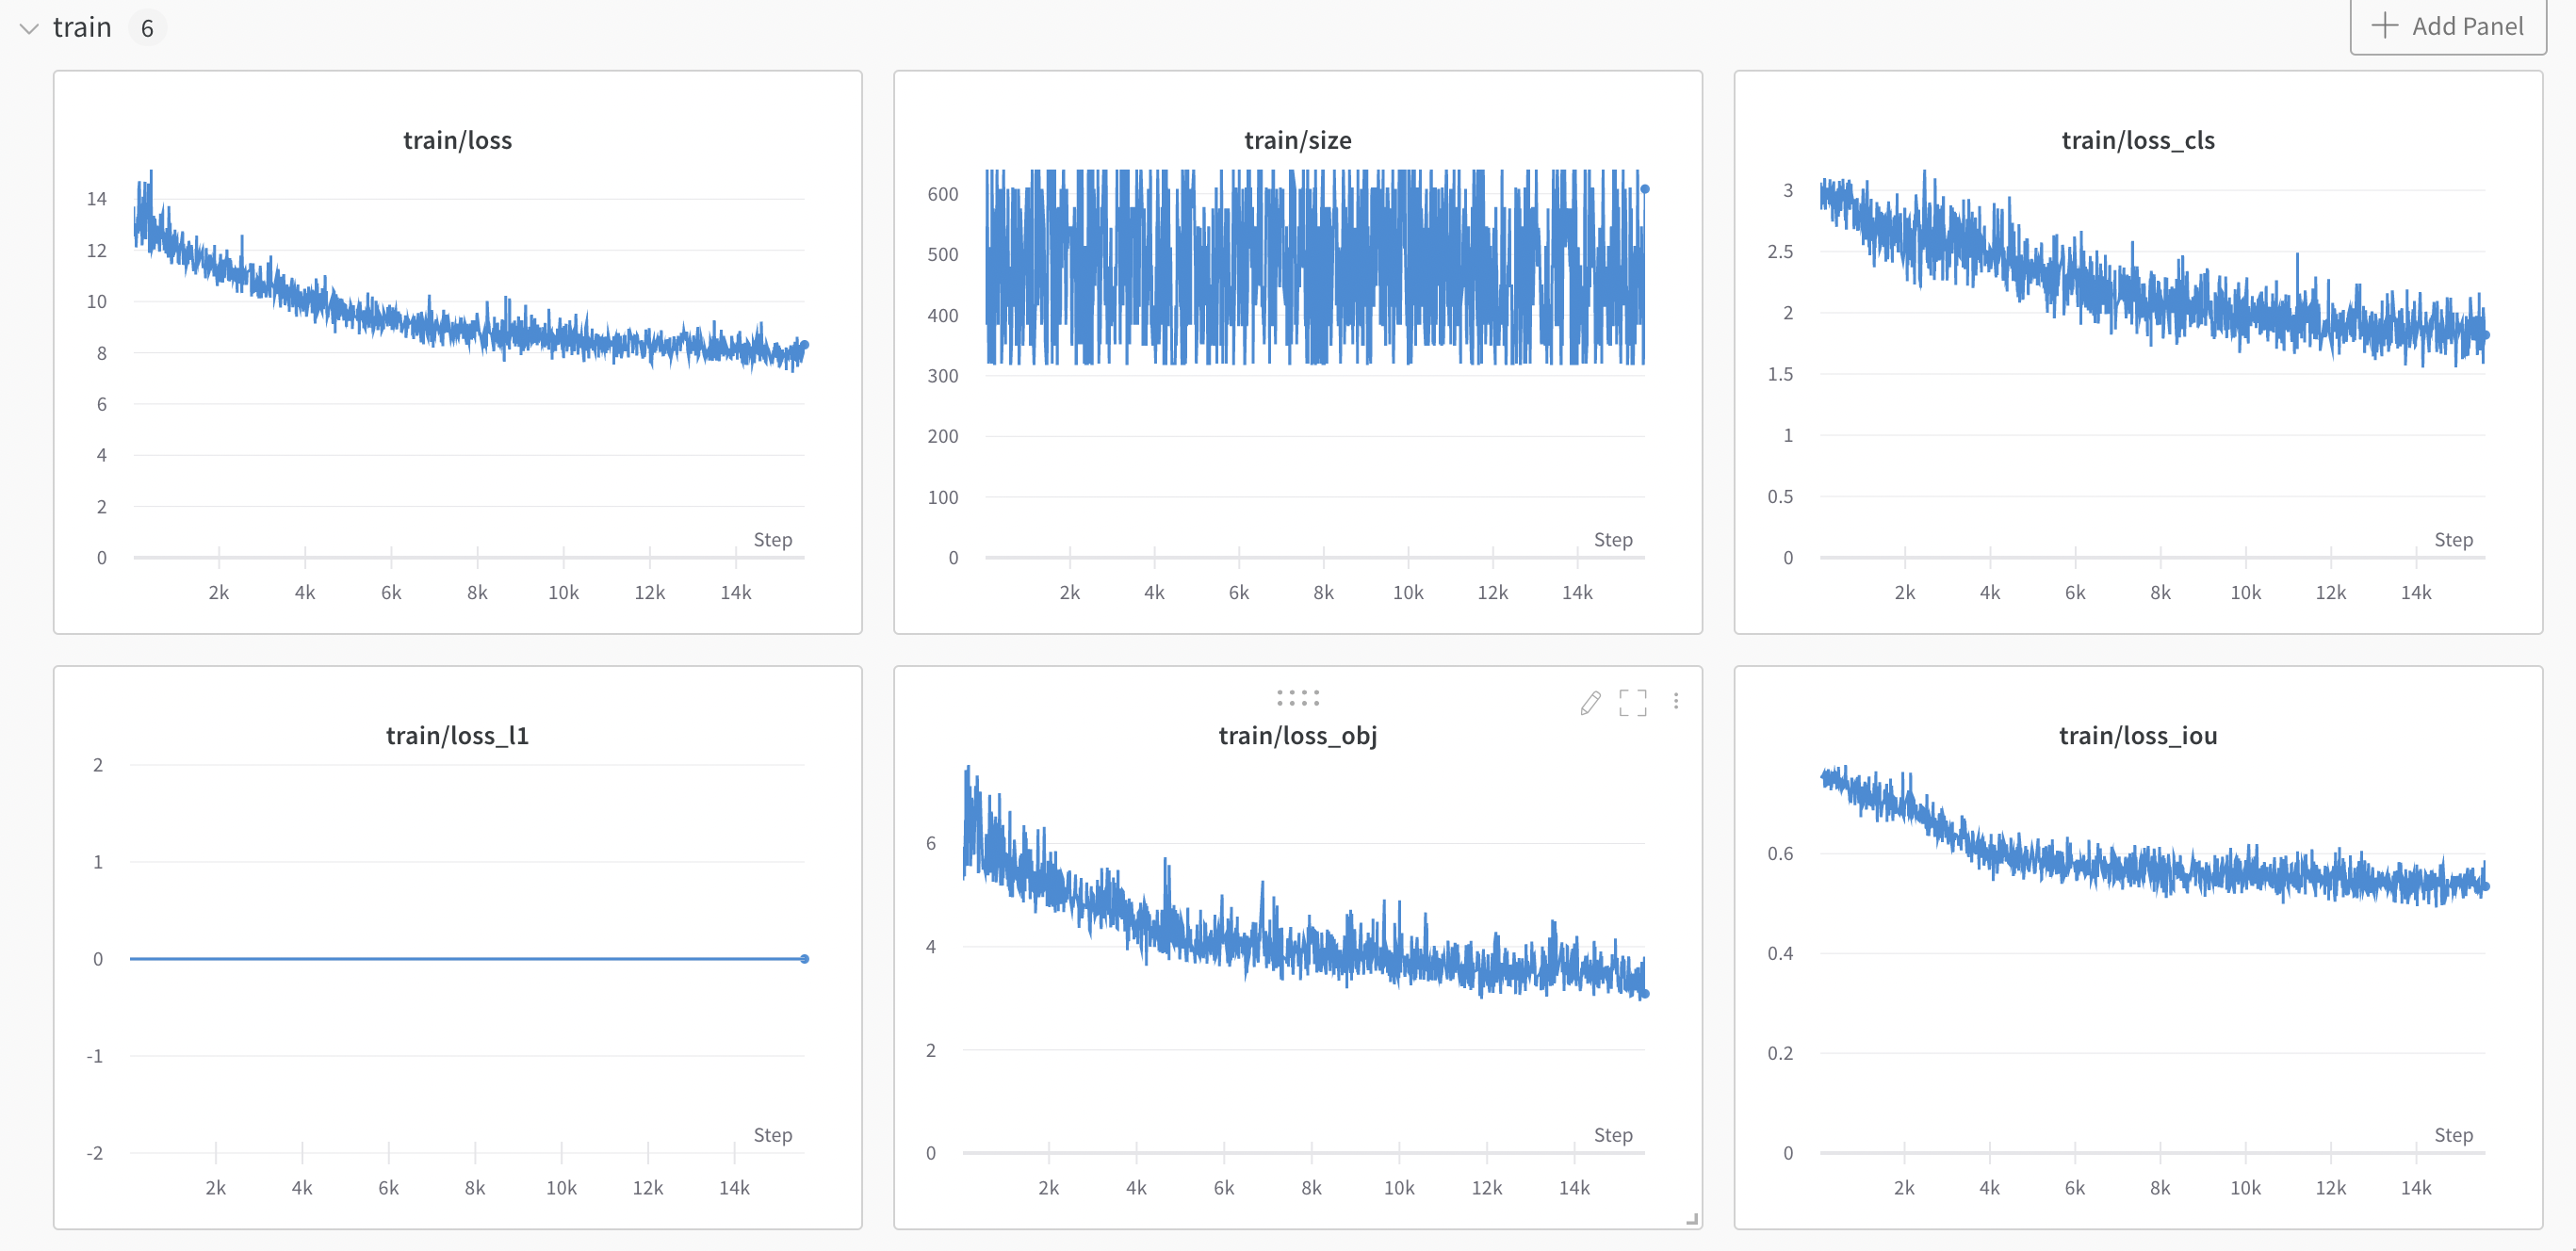 train 6
Add Panel
train/loss
14
12
10
8
6
4
2
0
Step
2k 4k 6k 8k 10k 12k 14k
train/size
600
500
400
300
200
100
0
Step
2k 4k 6k 8k 10k 12k 14k
train/loss_cls
3
2.5
2
1.5
1
0.5
0
Step
2k 4k 6k 8k 10k 12k 14k
train/loss_l1
2
1
0
-1
-2
Step
2k 4k 6k 8k 10k 12k 14k
train/loss_obj
6
4
2
0
Step
2k 4k 6k 8k 10k 12k 14k
train/loss_iou
0.6
0.4
0.2
0
Step
2k 4k 6k 8k 10k 12k 14k